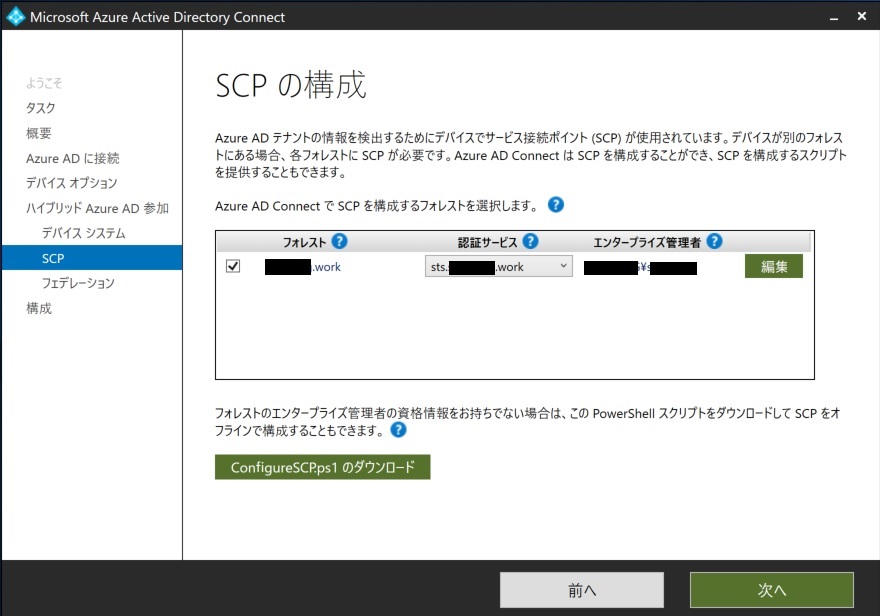 Microsoft Azure Active Directory Connect
ようこそ
タスク
概要
Azure AD に接続
デバイス オプション
ハイブリッド Azure AD 参加
デバイス システム
SCP
フェデレーション
構成
SCP の構成
Azure AD テナントの情報を検出するためにデバイスでサービス接続ポイント (SCP) が使用されています。デバイスが別のフォレス
トにある場合、各フォレストに SCP が必要です。Azure AD Connect は SCP を構成することができ、SCP を構成するスクリプト
を提供することもできます。
Azure AD Connect で SCP を構成するフォレストを選択します。 ?
フォレスト ? 認証サービス ? エンタープライズ管理者 ?
.work sts. .work ¥s 編集
フォレストのエンタープライズ管理者の資格情報をお持ちでない場合は、この PowerShell スクリプトをダウンロードして SCP をオ
フラインで構成することもできます。 ?
ConfigureSCP.ps1 のダウンロード
前へ 次へ